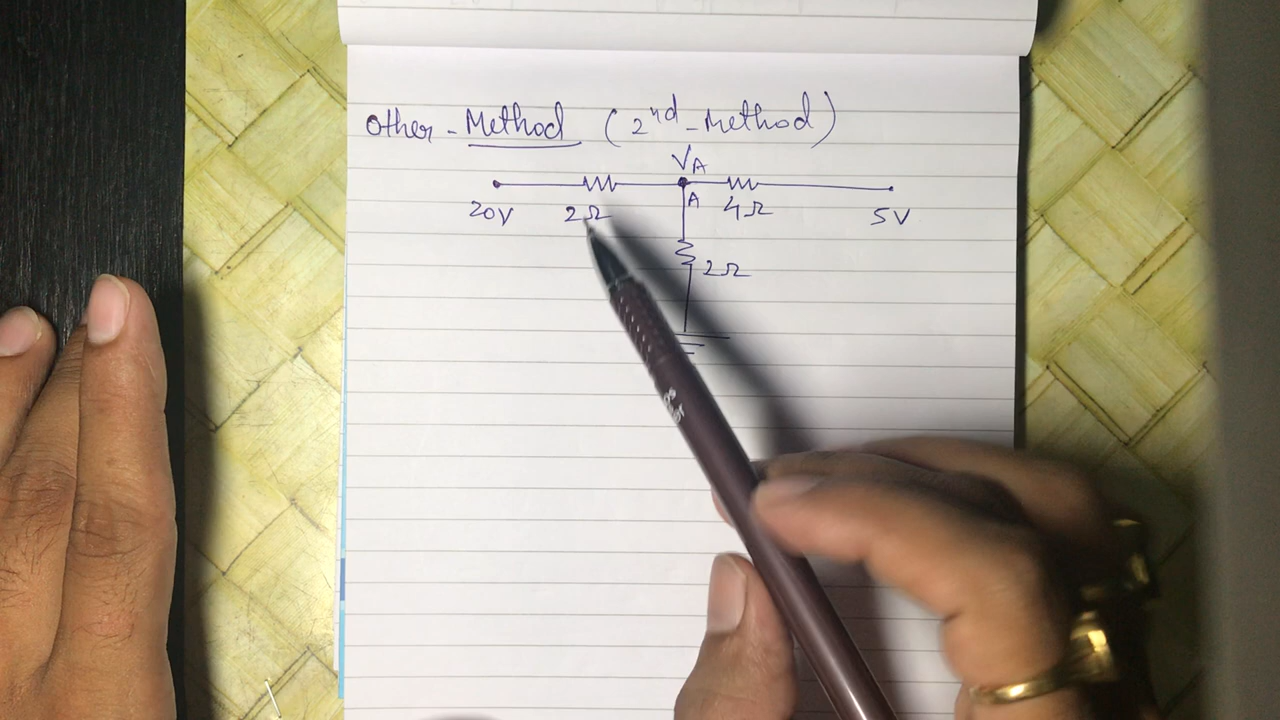 Other - Method (2nd - Method)
VA
A
20V 2Ω 4Ω 5V
2Ω